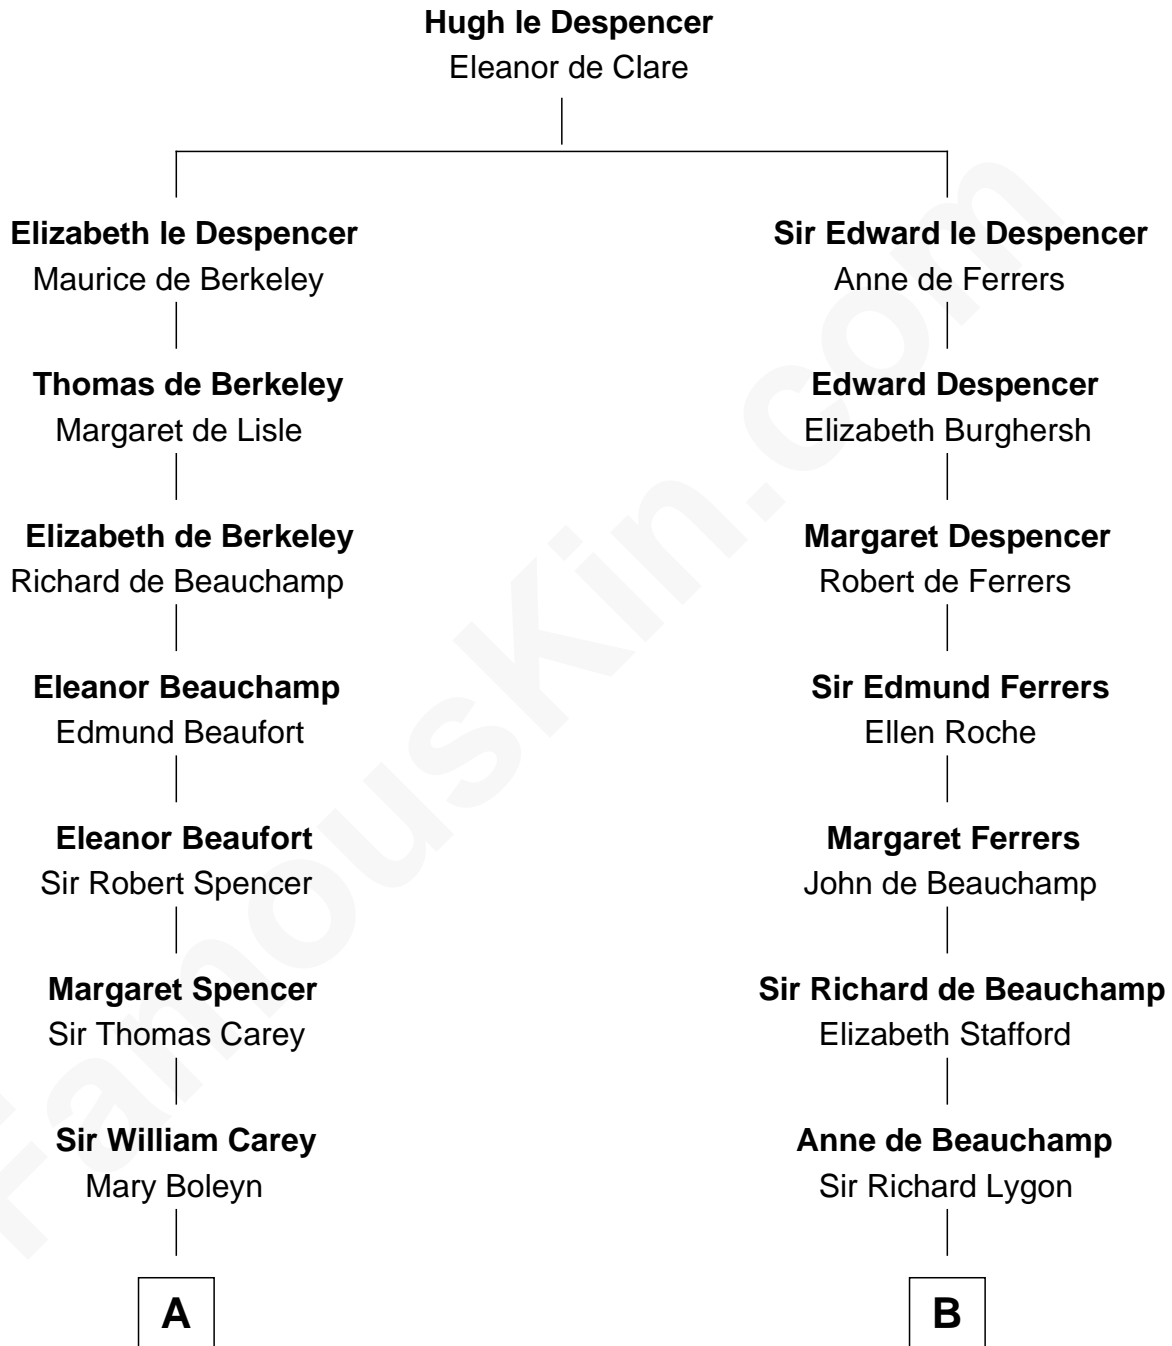 Hugh le Despencer
Eleanor de Clare
Elizabeth le Despencer
Maurice de Berkeley
Sir Edward le Despencer
Anne de Ferrers
Thomas de Berkeley
Margaret de Lisle
Edward Despencer
Elizabeth Burghersh
Elizabeth de Berkeley
Richard de Beauchamp
Margaret Despencer
Robert de Ferrers
Eleanor Beauchamp
Edmund Beaufort
Sir Edmund Ferrers
Ellen Roche
Eleanor Beaufort
Sir Robert Spencer
Margaret Ferrers
John de Beauchamp
Margaret Spencer
Sir Thomas Carey
Sir Richard de Beauchamp
Elizabeth Stafford
Sir William Carey
Mary Boleyn
Anne de Beauchamp
Sir Richard Lygon
A
B
FamousKin.com